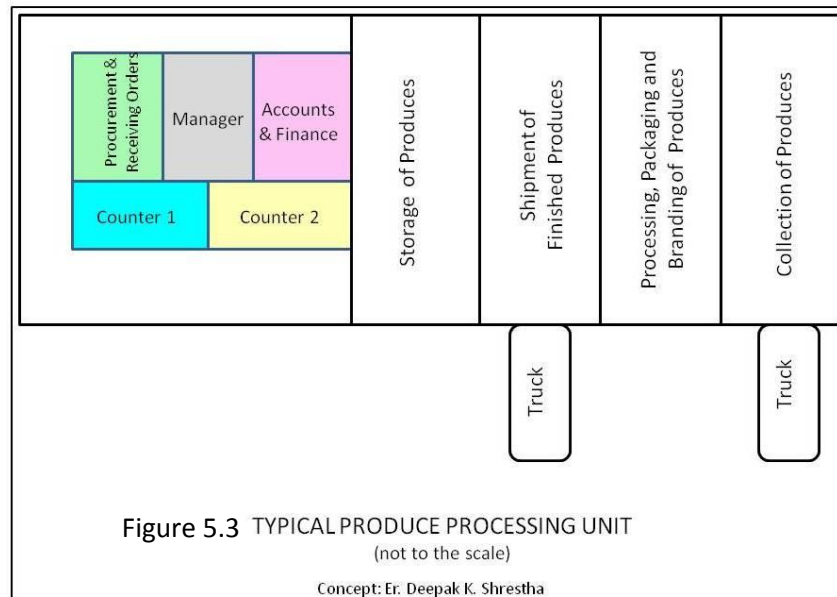 Procurement &
Receiving Orders
Manager
Accounts
& Finance
Counter 1
Counter 2
Storage of Produces
Shipment of
Finished Produces
Processing, Packaging and
Branding of Produces
Collection of Produces
Truck
Truck
Figure 5.3 TYPICAL PRODUCE PROCESSING UNIT
(not to the scale)
Concept: Er. Deepak K. Shrestha